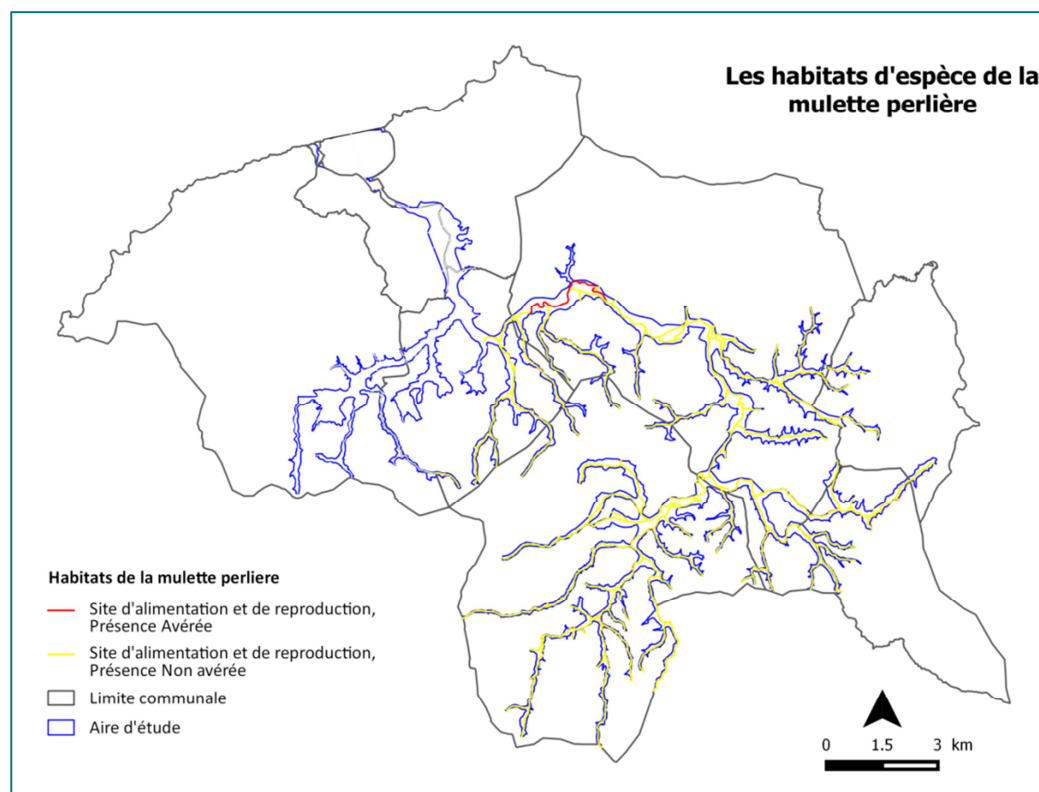 Les habitats d'espèce de la
mulette perlière
Habitats de la mulette perliere
Site d'alimentation et de reproduction,
Présence Avérée
Site d'alimentation et de reproduction,
Présence Non avérée
Limite communale
Aire d'étude
0 1.5 3 km